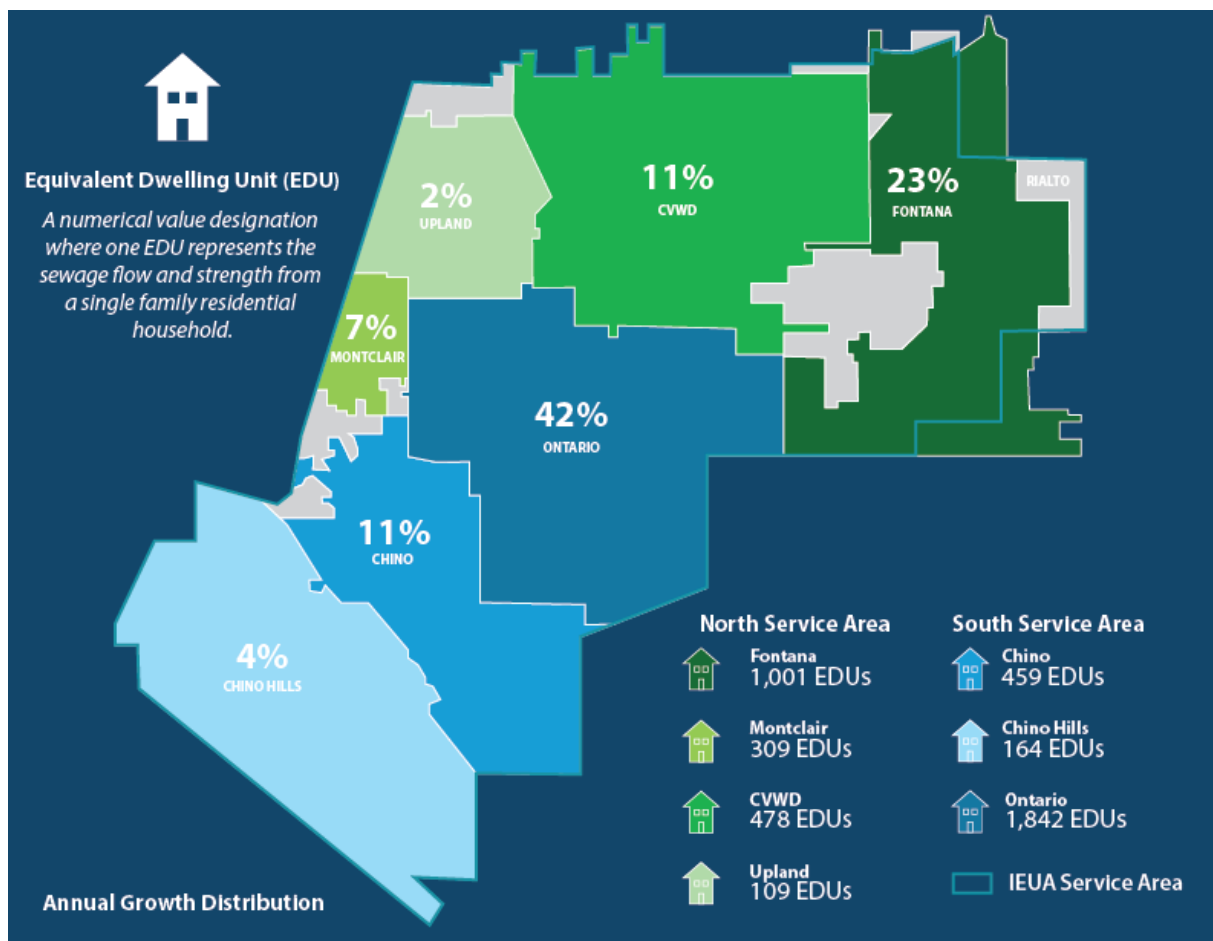 Equivalent Dwelling Unit (EDU)
A numerical value designation
where one EDU represents the
sewage flow and strength from
a single family residential
household.
2%
UPLAND
11%
CVWD
23%
FONTANA
RIALTO
7%
MONTCLAIR
42%
ONTARIO
11%
CHINO
4%
CHINO HILLS
North Service Area
Fontana
1,001 EDUs
Montclair
309 EDUs
CVWD
478 EDUs
Upland
109 EDUs
South Service Area
Chino
459 EDUs
Chino Hills
164 EDUs
Ontario
1,842 EDUs
IEUA Service Area
Annual Growth Distribution